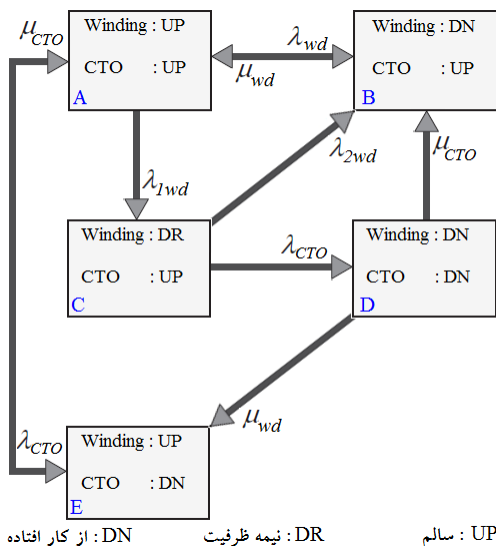 μCTO
Winding : UP
CTO : UP
A
λwd
μwd
Winding : DN
CTO : UP
B
λ1wd
λ2wd
μCTO
Winding : DR
CTO : UP
C
λCTO
Winding : DN
CTO : DN
D
μwd
λCTO
Winding : UP
CTO : DN
E
UP : سالم DR : نیمه ظرفیت DN : از کار افتاده